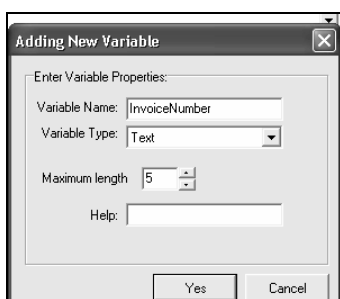 Adding New Variable
Enter Variable Properties:
Variable Name: InvoiceNumber
Variable Type: Text
Maximum length 5
Help:
Yes Cancel